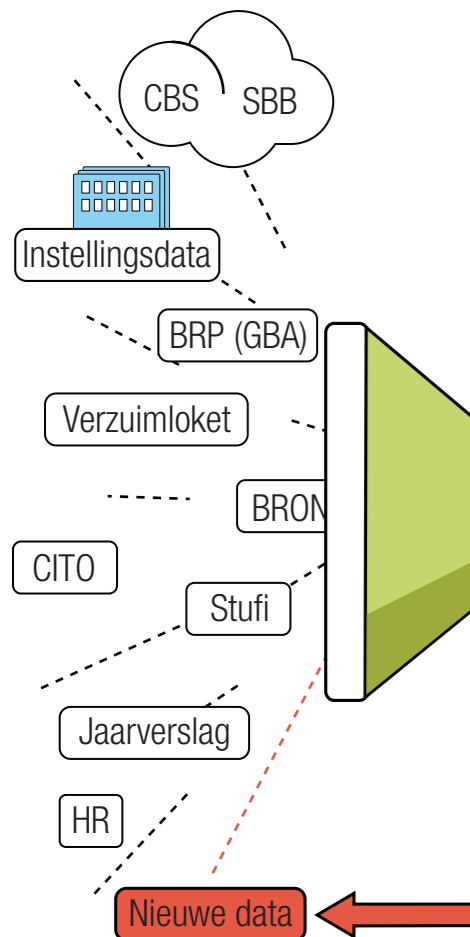 CBS SBB
Instellingsdata
BRP (GBA)
Verzuimloket
BRON
CITO
Stufi
Jaarverslag
HR
Nieuwe data